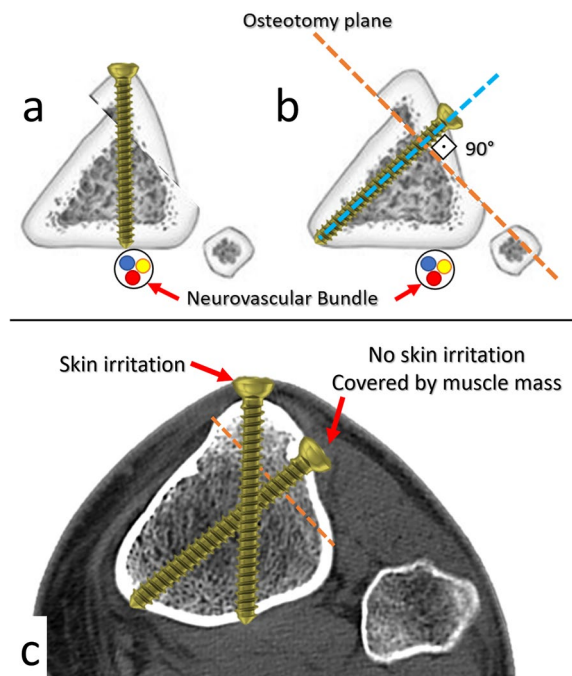 Osteotomy plane
a
b
90°
Neurovascular Bundle
Skin irritation
No skin irritation
Covered by muscle mass
c